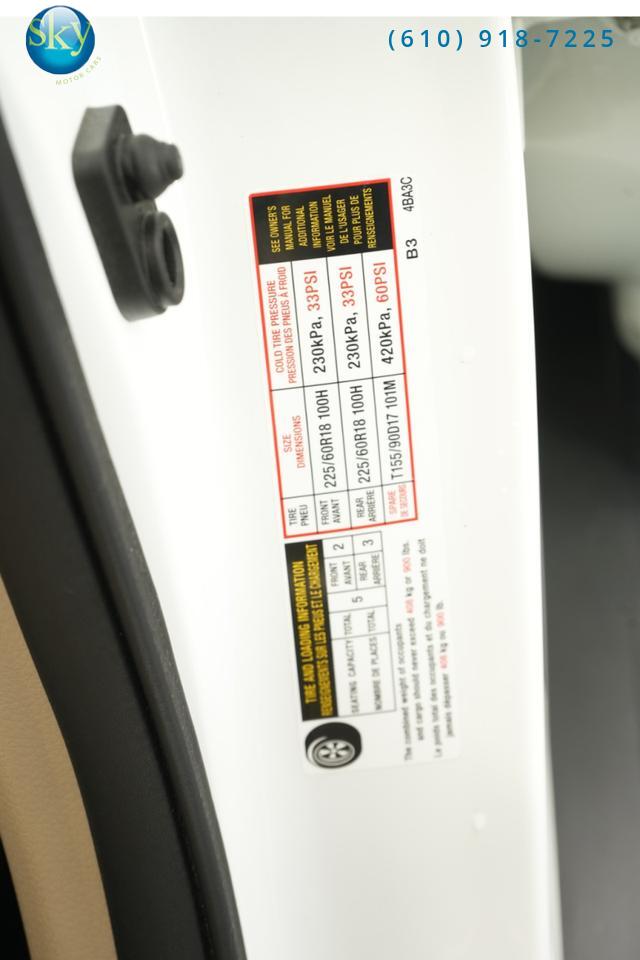 Sky
MOTOR CARS
(610) 918-7225
TIRE AND LOADING INFORMATION
RENSEIGNEMENTS SUR LES PNEUS ET LE CHARGEMENT
SEATING CAPACITY TOTAL 5 FRONT 2 REAR 3
NOMBRE DE PLACES TOTAL AVANT ARRIÈRE
The combined weight of occupants
and cargo should never exceed 408 kg or 900 lbs.
Le poids total des occupants et du chargement ne doit
jamais dépasser 408 kg ou 900 lb.
TIRE SIZE COLD TIRE PRESSURE
PNEU DIMENSIONS PRESSION DES PNEUS À FROID
FRONT
AVANT
225/60R18 100H 230kPa, 33PSI
REAR
ARRIÈRE
225/60R18 100H 230kPa, 33PSI
SPARE
DE SECOURS
T155/90D17 101M 420kPa, 60PSI
SEE OWNER'S
MANUAL FOR
ADDITIONAL
INFORMATION
VOIR LE MANUEL
DE L'USAGER
POUR PLUS DE
RENSEIGNEMENTS
B3 4BA3C